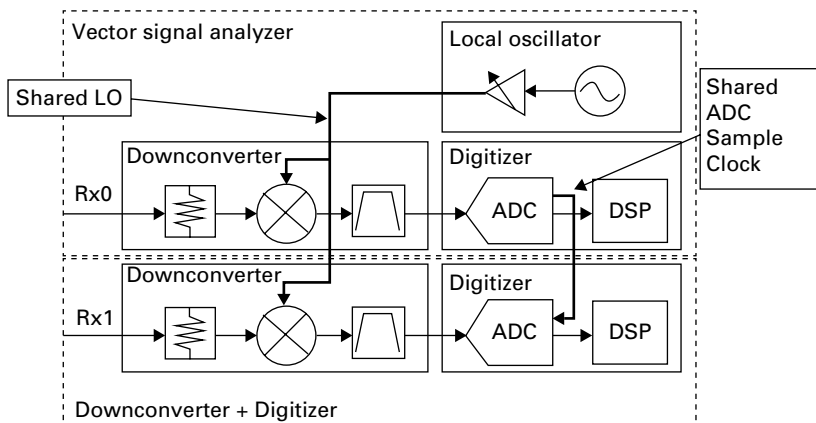 Vector signal analyzer
Local oscillator
Shared LO
Shared
ADC
Sample
Clock
Downconverter
Digitizer
Rx0
ADC
DSP
Downconverter
Digitizer
Rx1
ADC
DSP
Downconverter + Digitizer